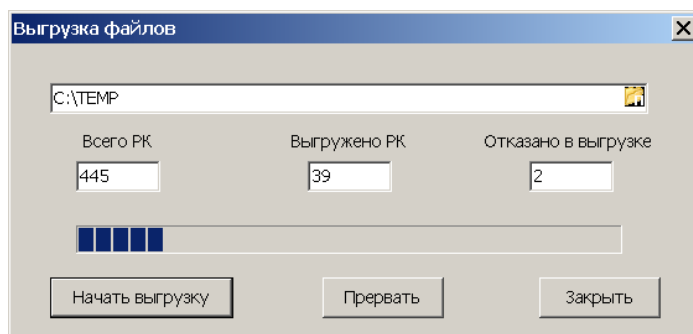 Выгрузка файлов
C:\TEMP
Всего РК Выгружено РК Отказано в выгрузке
445 39 2
Начать выгрузку Прервать Закрыть